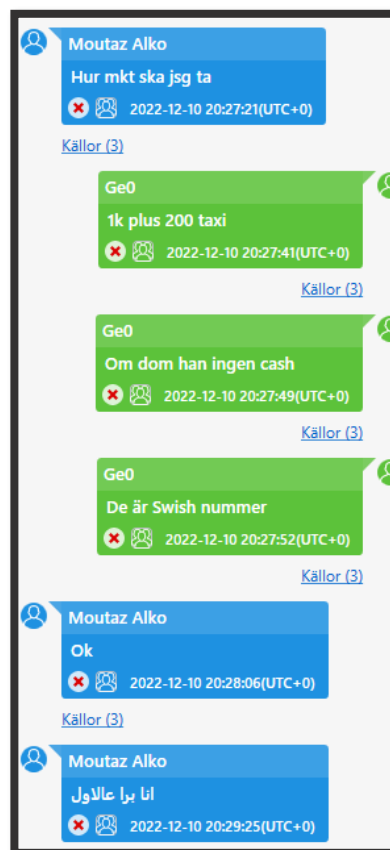 Moutaz Alko
Hur mkt ska jsg ta
2022-12-10 20:27:21(UTC+0)
Källor (3)
Ge0
1k plus 200 taxi
2022-12-10 20:27:41(UTC+0)
Källor (3)
Ge0
Om dom han ingen cash
2022-12-10 20:27:49(UTC+0)
Källor (3)
Ge0
De är Swish nummer
2022-12-10 20:27:52(UTC+0)
Källor (3)
Moutaz Alko
Ok
2022-12-10 20:28:06(UTC+0)
Källor (3)
Moutaz Alko
انا برا عالاول
2022-12-10 20:29:25(UTC+0)